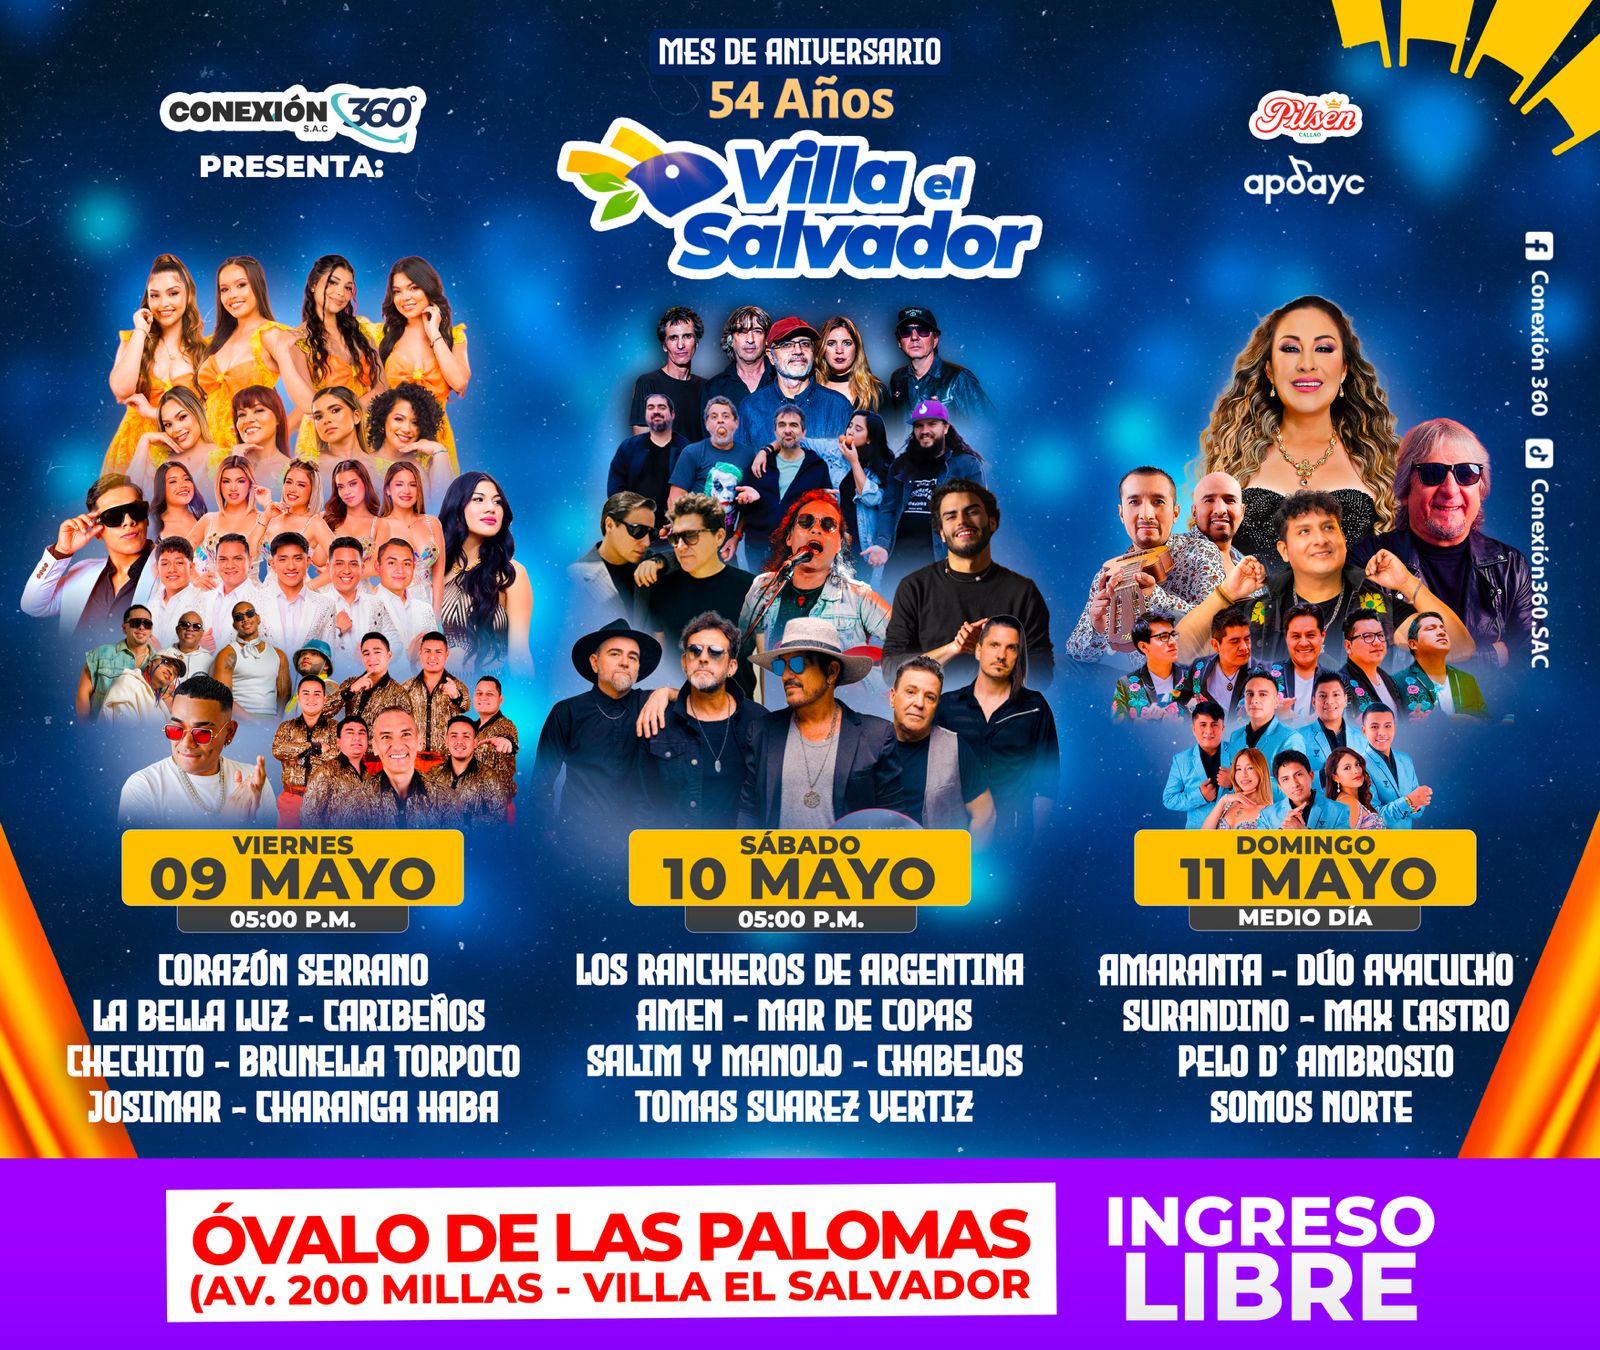 MES DE ANIVERSARIO
54 Años
Villa el
Salvador
CONEXIÓN 360°
S.A.C
PRESENTA:
Pilsen
CALLAO
apdayc
Conexión 360
Conexión360.SAC
VIERNES
09 MAYO
05:00 P.M.
CORAZÓN SERRANO
LA BELLA LUZ - CARIBEÑOS
CHECHITO - BRUNELLA TORPOCO
JOSIMAR - CHARANGA HABA
SÁBADO
10 MAYO
05:00 P.M.
LOS RANCHEROS DE ARGENTINA
AMEN - MAR DE COPAS
SALIM Y MANOLO - CHABELOS
TOMAS SUAREZ VERTIZ
DOMINGO
11 MAYO
MEDIO DÍA
AMARANTA - DÚO AYACUCHO
SURANDINO - MAX CASTRO
PELO D' AMBROSIO
SOMOS NORTE
ÓVALO DE LAS PALOMAS
(AV. 200 MILLAS - VILLA EL SALVADOR
INGRESO
LIBRE